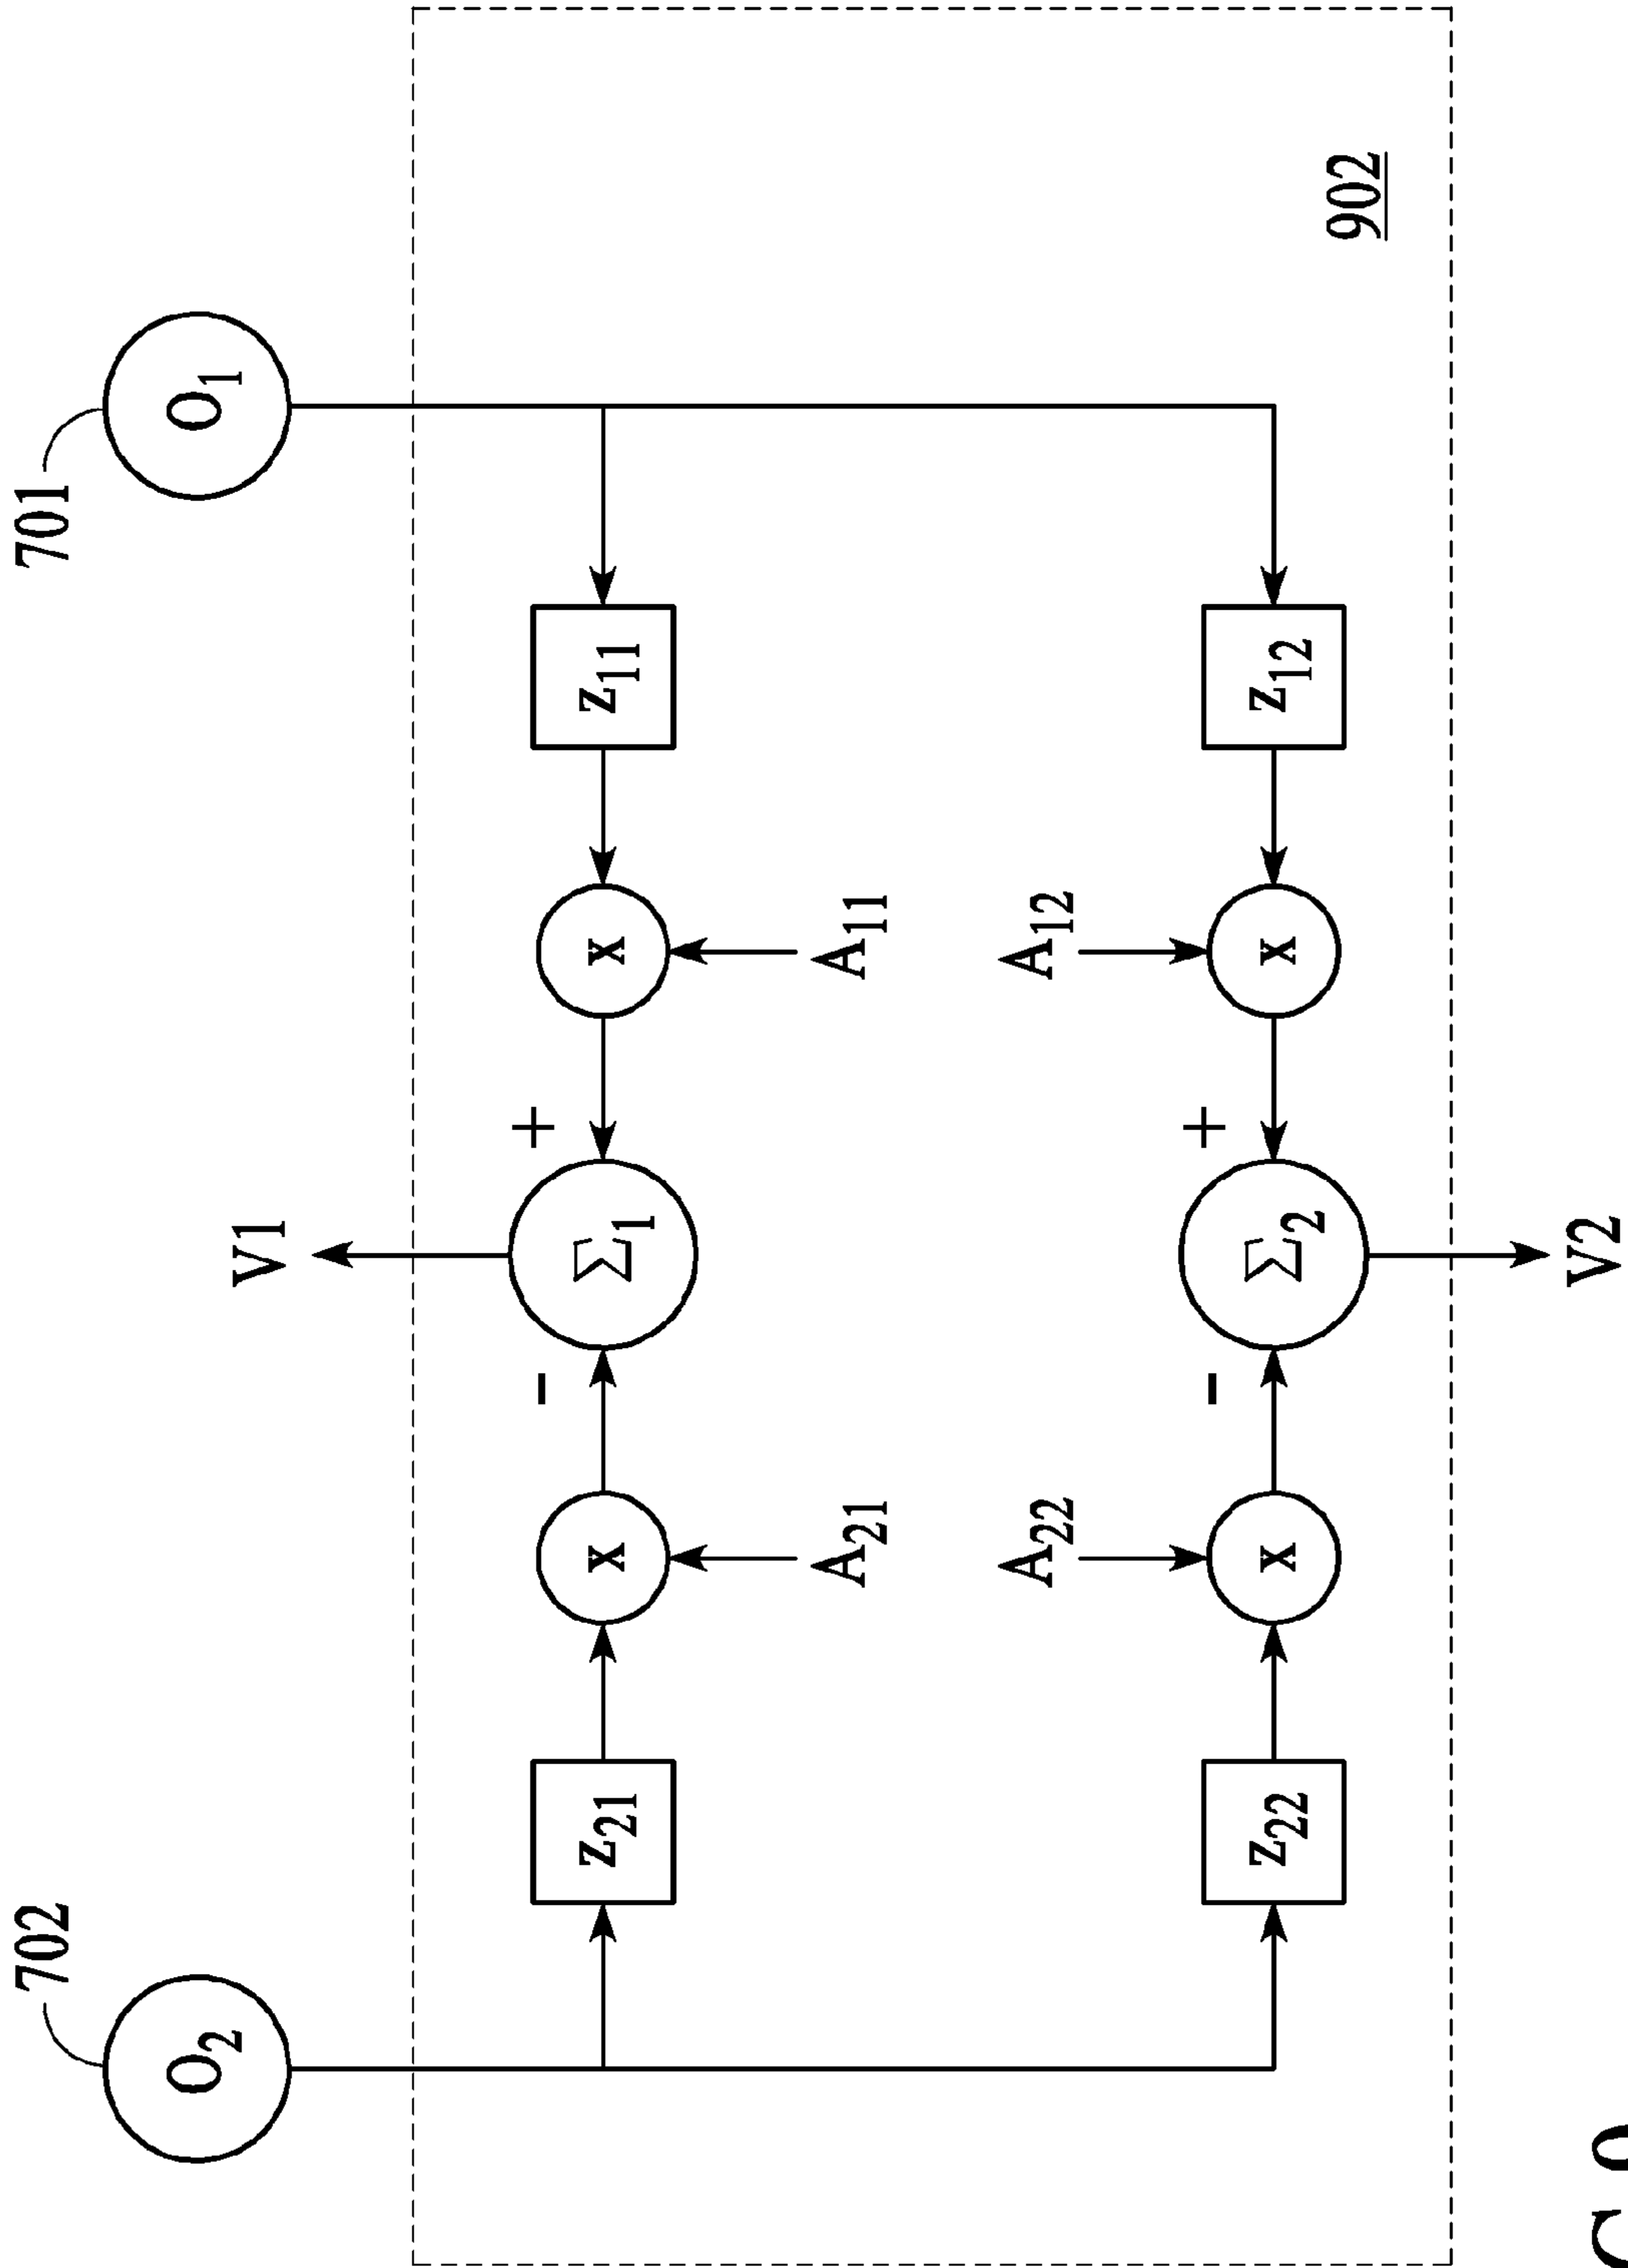 702 701
O₂ O₁
V1
- +
z₂₁ x Σ₁ x z₁₁
A₂₁ A₁₁
A₂₂ A₁₂
- +
z₂₂ x Σ₂ x z₁₂
902
V2